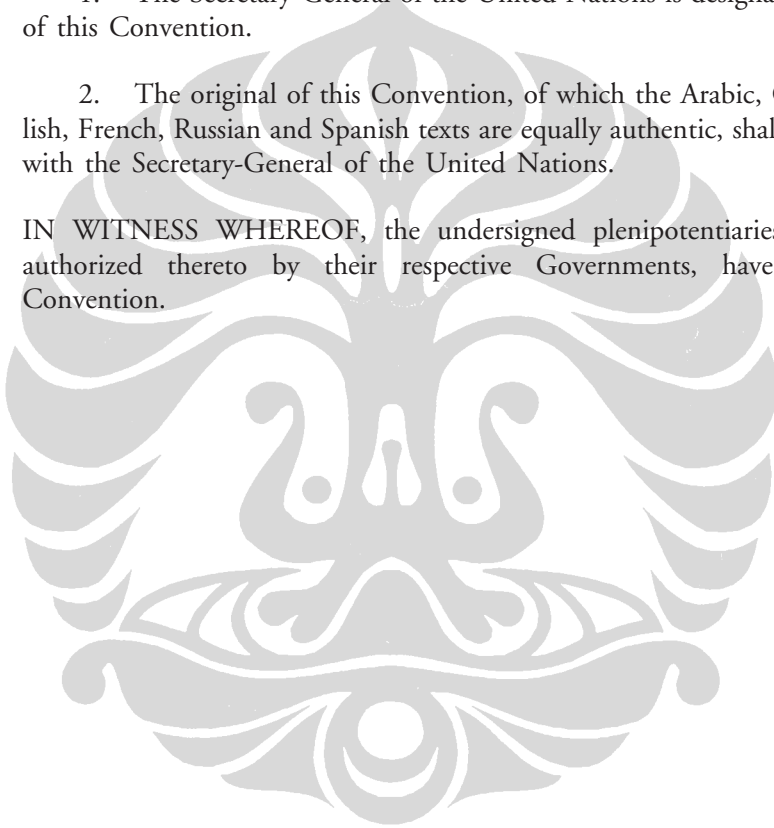 1. The Secretary-General of the United Nations is designa
of this Convention.
2. The original of this Convention, of which the Arabic,
lish, French, Russian and Spanish texts are equally authentic, shal
with the Secretary-General of the United Nations.
IN WITNESS WHEREOF, the undersigned plenipotentiaries
authorized thereto by their respective Governments, have
Convention.